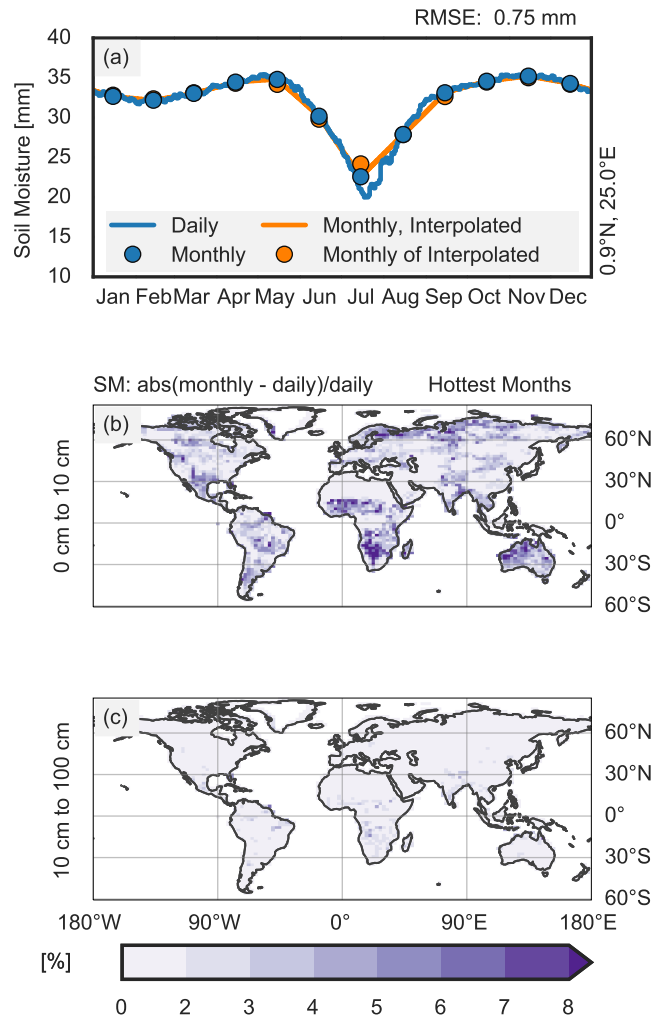 RMSE: 0.75 mm
(a)
40
35
30
25
20
15
10
Soil Moisture [mm]
0.9°N, 25.0°E
Daily
Monthly, Interpolated
Monthly
Monthly of Interpolated
Jan Feb Mar Apr May Jun Jul Aug Sep Oct Nov Dec
SM: abs(monthly - daily)/daily
Hottest Months
(b)
0 cm to 10 cm
60°N
30°N
0°
30°S
60°S
(c)
10 cm to 100 cm
60°N
30°N
0°
30°S
60°S
180°W 90°W 0° 90°E 180°E
[%]
0 2 3 4 5 6 7 8